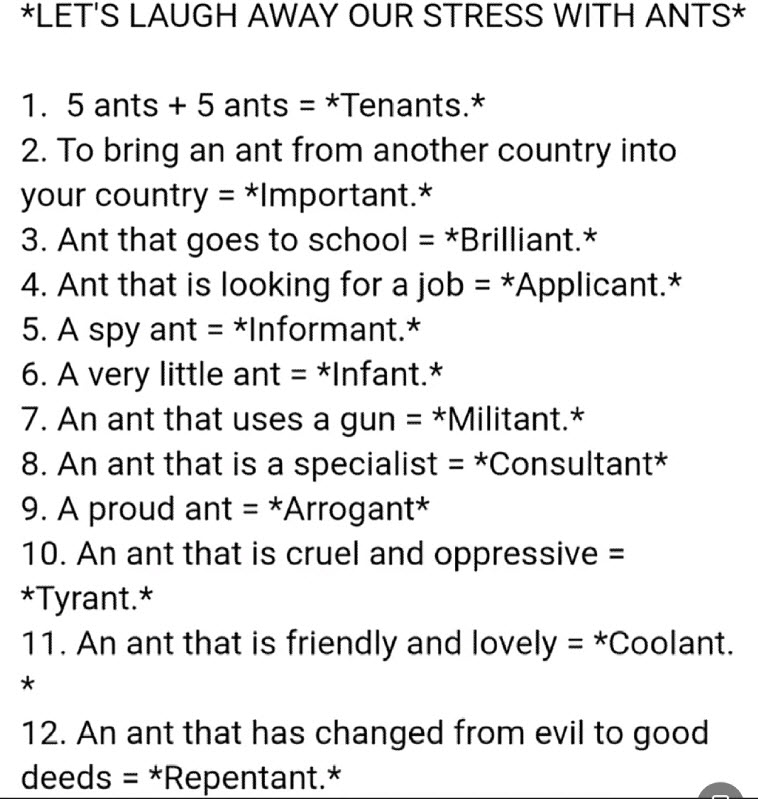 *LET'S LAUGH AWAY OUR STRESS WITH ANTS*
1. 5 ants + 5 ants = *Tenants.*
2. To bring an ant from another country into
your country = *Important.*
3. Ant that goes to school = *Brilliant.*
4. Ant that is looking for a job = *Applicant.*
5. A spy ant = *Informant.*
6. A very little ant = *Infant.*
7. An ant that uses a gun = *Militant.*
8. An ant that is a specialist = *Consultant*
9. A proud ant = *Arrogant*
10. An ant that is cruel and oppressive =
*Tyrant.*
11. An ant that is friendly and lovely = *Coolant.
*
12. An ant that has changed from evil to good
deeds = *Repentant.*